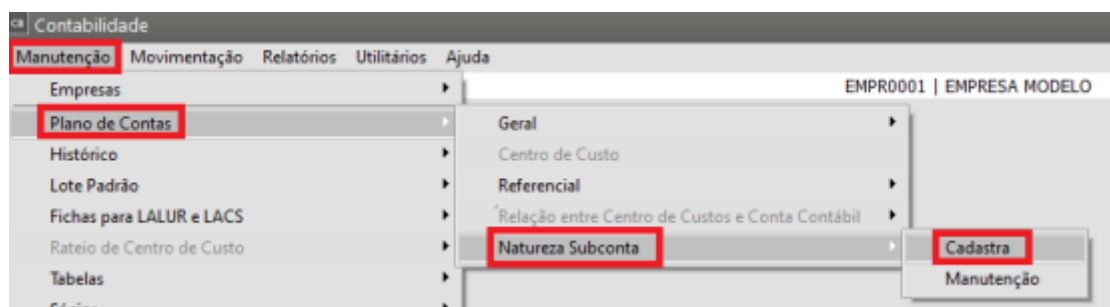 CB Contabilidade
Manutenção Movimentação Relatórios Utilitários Ajuda
EMPR0001 | EMPRESA MODELO
Empresas
Plano de Contas
Histórico
Lote Padrão
Fichas para LALUR e LACS
Rateio de Centro de Custo
Tabelas
Geral
Centro de Custo
Referencial
Relação entre Centro de Custos e Conta Contábil
Natureza Subconta
Cadastra
Manutenção